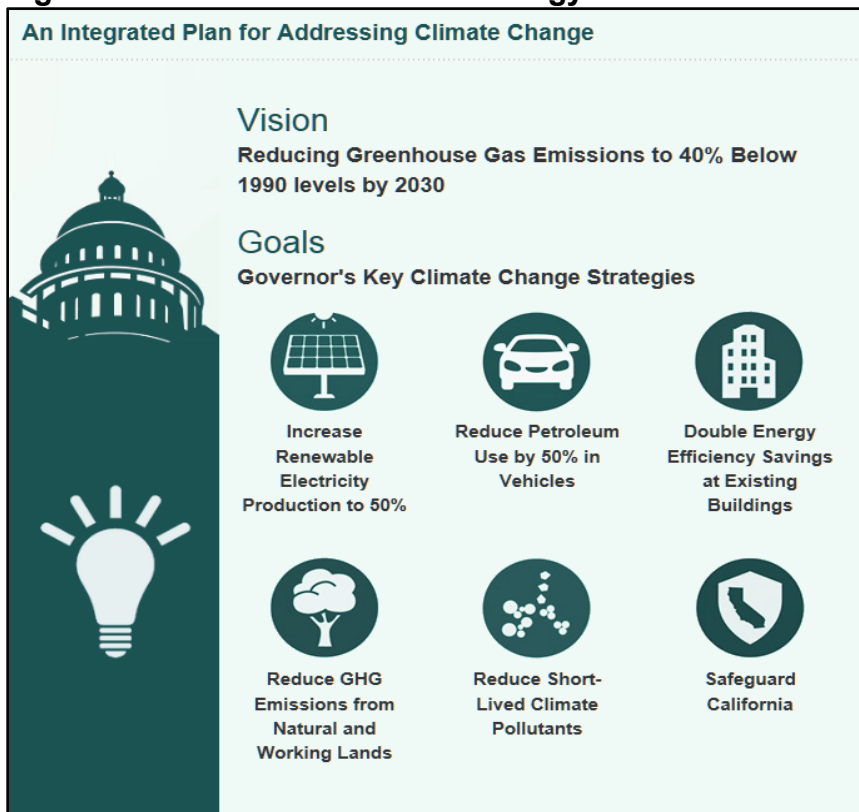 An Integrated Plan for Addressing Climate Change
Vision
Reducing Greenhouse Gas Emissions to 40% Below
1990 levels by 2030
Goals
Governor's Key Climate Change Strategies
Increase
Renewable
Electricity
Production to 50%
Reduce Petroleum
Use by 50% in
Vehicles
Double Energy
Efficiency Savings
at Existing
Buildings
Reduce GHG
Emissions from
Natural and
Working Lands
Reduce Short-
Lived Climate
Pollutants
Safeguard
California